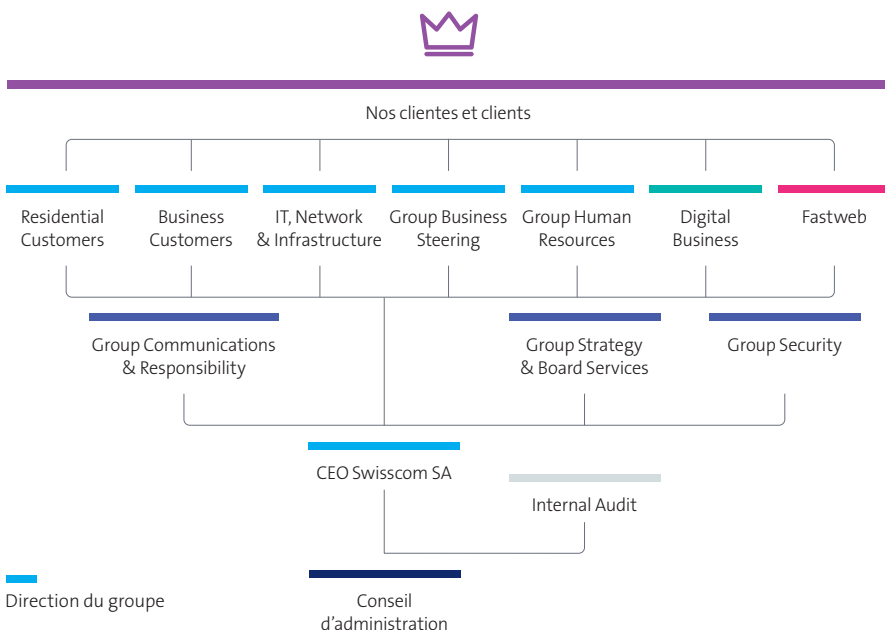 Nos clientes et clients
Residential
Customers
Business
Customers
IT, Network
& Infrastructure
Group Business
Steering
Group Human
Resources
Digital
Business
Fastweb
Group Communications
& Responsibility
Group Strategy
& Board Services
Group Security
CEO Swisscom SA
Internal Audit
Direction du groupe
Conseil
d'administration